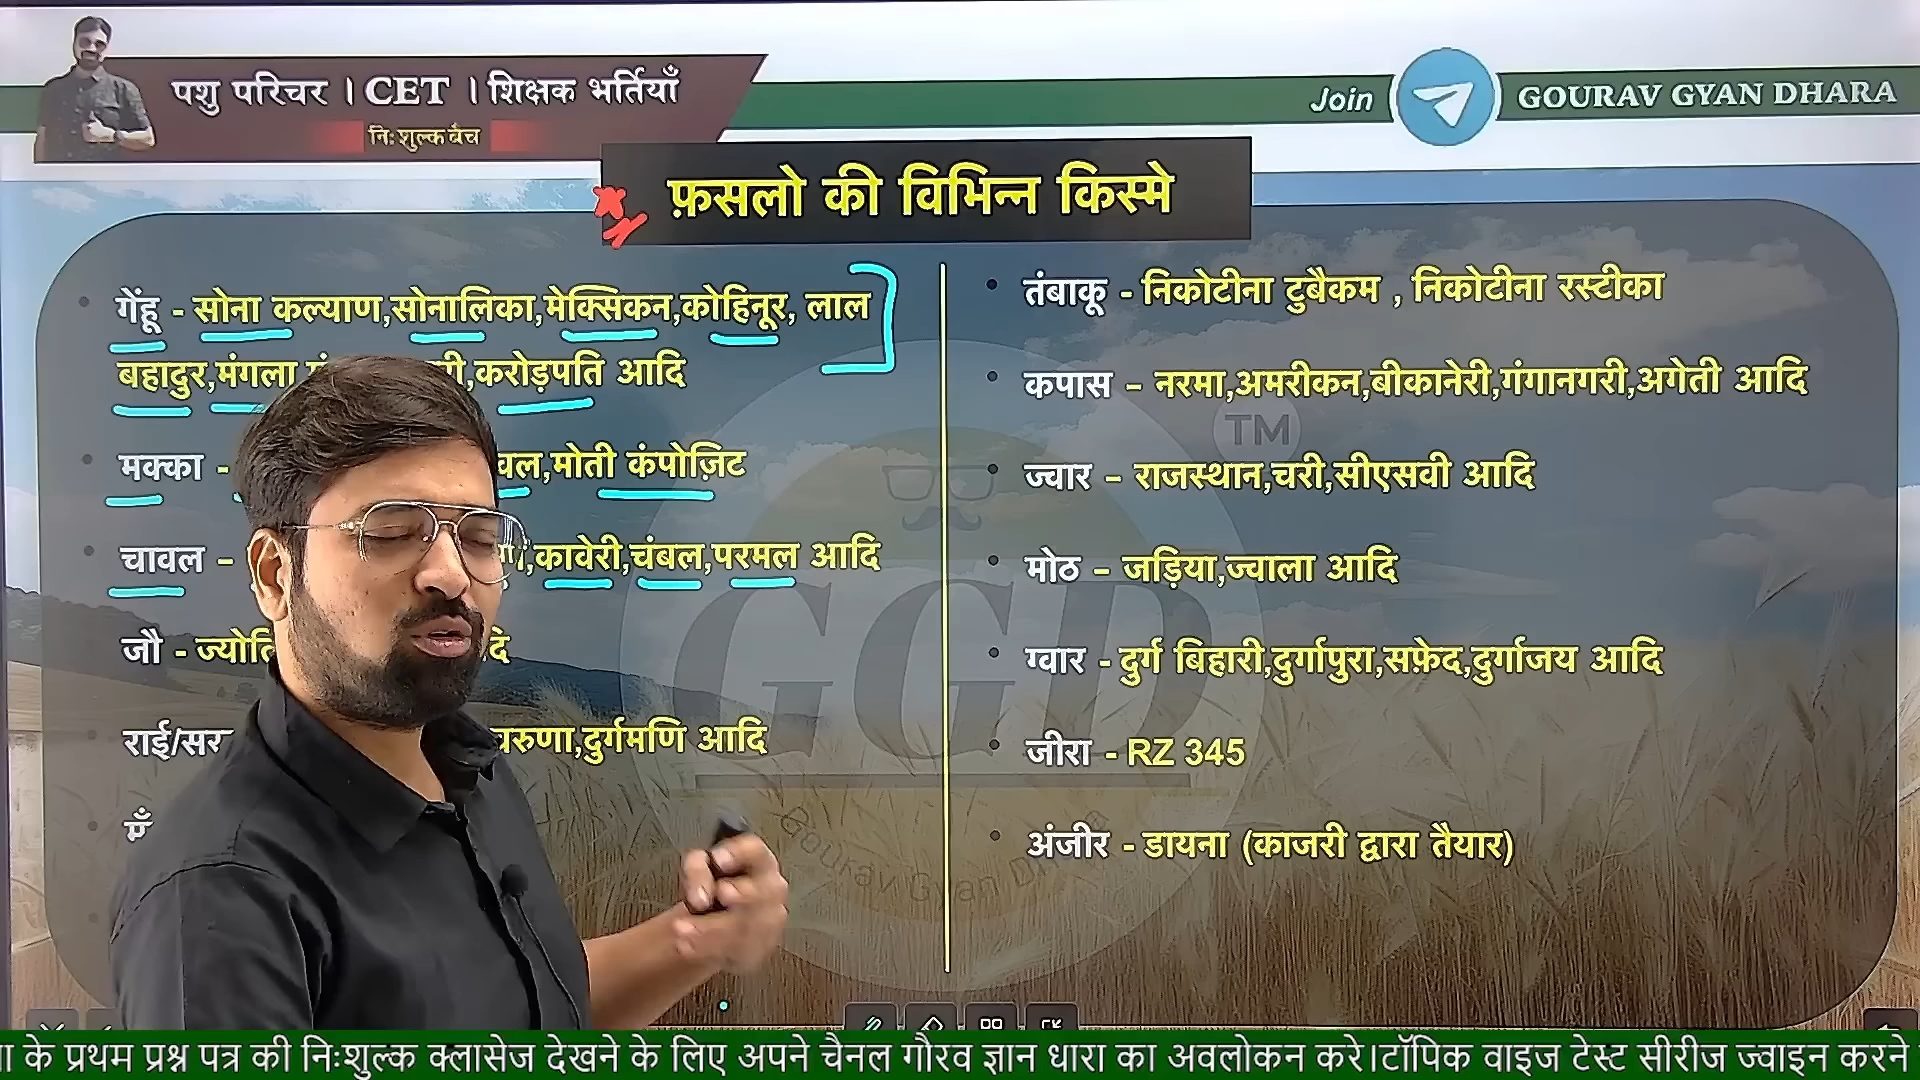 पशु परिचर । CET । शिक्षक भर्तियाँ
निःशुल्क बैच
Join GOURAV GYAN DHARA
फ़सलो की विभिन्न किस्मे
गेंहू - सोना कल्याण,सोनालिका,मेक्सिकन,कोहिनूर, लाल
बहादुर,मंगला करोड़पति आदि
मक्का - मोती कंपोज़िट
चावल - कावेरी,चंबल,परमल आदि
जौ -
वरुणा,दुर्गमणि आदि
तंबाकू - निकोटीना टुबैकम , निकोटीना रस्टीका
कपास – नरमा,अमरीकन,बीकानेरी,गंगानगरी,अगेती आदि
ज्वार – राजस्थान,चरी,सीएसवी आदि
मोठ – जड़िया,ज्वाला आदि
ग्वार - दुर्ग बिहारी,दुर्गापुरा,सफ़ेद,दुर्गाजय आदि
जीरा - RZ 345
अंजीर - डायना (काजरी द्वारा तैयार)
TM
GGD
Gourav Gyan
के प्रथम प्रश्न पत्र की निःशुल्क क्लासेज देखने के लिए अपने चैनल गौरव ज्ञान धारा का अवलोकन करे।टॉपिक वाइज टेस्ट सीरीज ज्वाइन करने